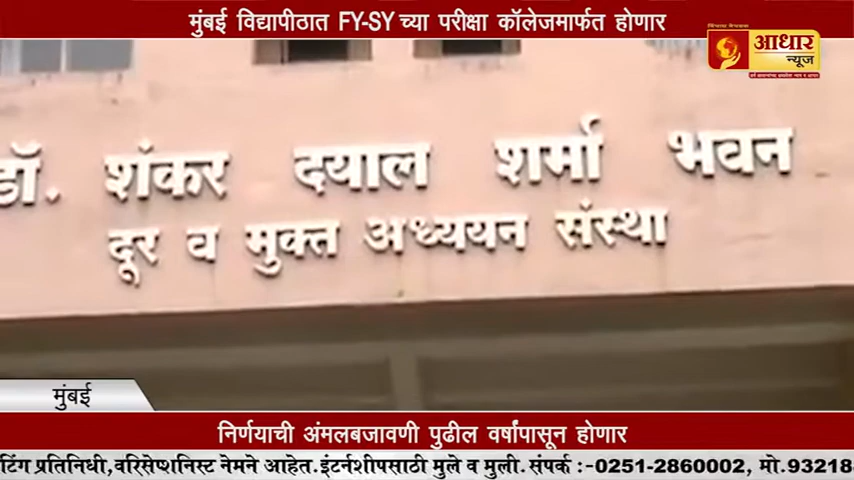 मुंबई विद्यापीठात FY-SY च्या परीक्षा कॉलेजमार्फत होणार
आधार
न्यूज
डॉ. शंकर दयाल शर्मा भवन
दूर व मुक्त अध्ययन संस्था
मुंबई
निर्णयाची अंमलबजावणी पुढील वर्षांपासून होणार
टिंग प्रतिनिधी,वरिसेप्शनिस्ट नेमने आहेत.इंटर्नशीपसाठी मुले व मुली. संपर्क :-0251-2860002, मो.93218